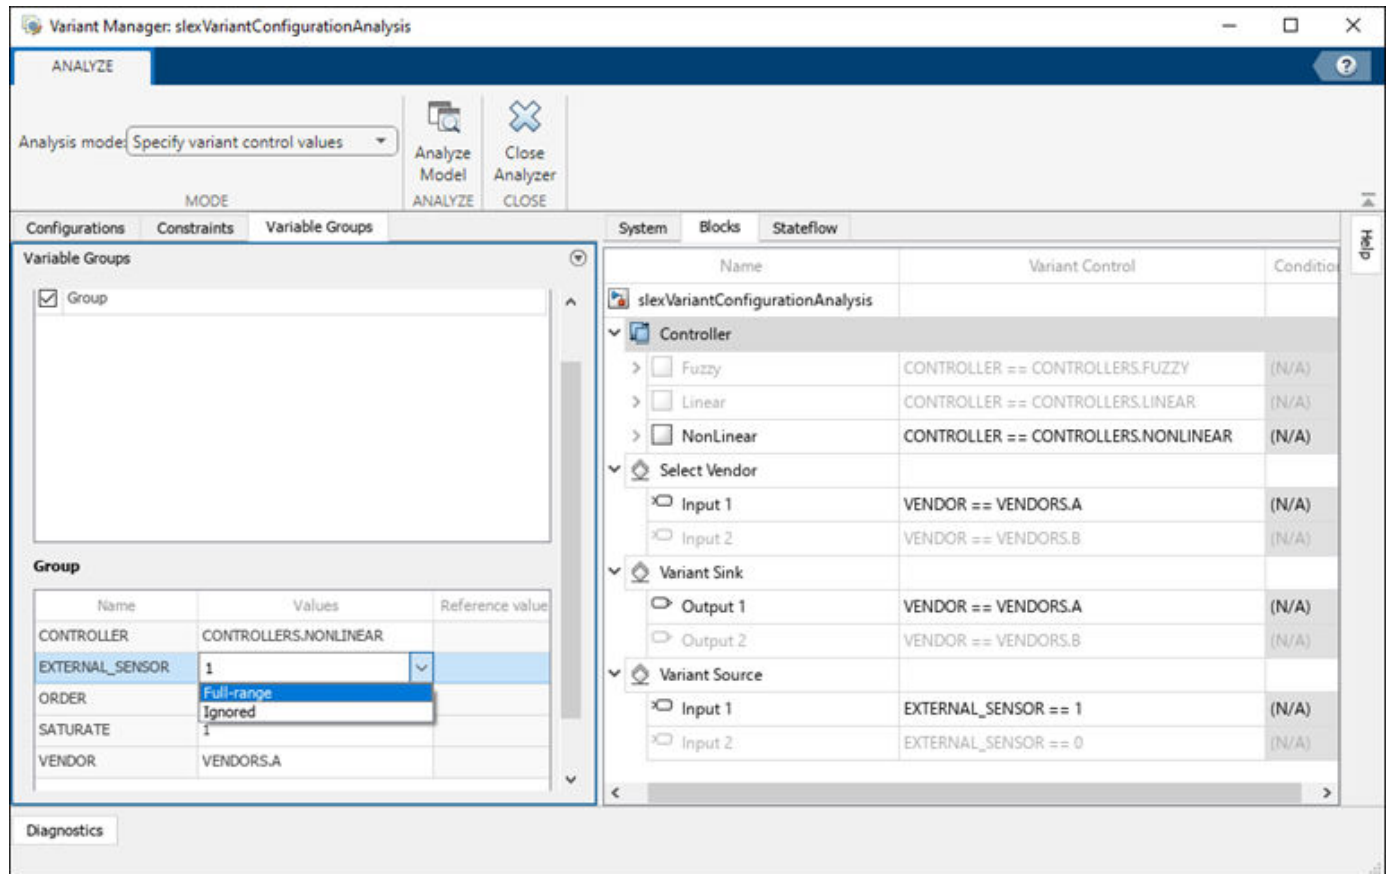 Variant Manager: slexVariantConfigurationAnalysis
ANALYZE
?
Analysis mode: Specify variant control values
Analyze Model
Close Analyzer
MODE
ANALYZE
CLOSE
Configurations Constraints Variable Groups
System Blocks Stateflow
Help
Variable Groups
Group
Group
Name Values Reference value
CONTROLLER CONTROLLERS.NONLINEAR
EXTERNAL_SENSOR 1
Full-range
Ignored
ORDER
SATURATE 1
VENDOR VENDORS.A
Name Variant Control Condition
slexVariantConfigurationAnalysis
Controller
Fuzzy CONTROLLER == CONTROLLERS.FUZZY (N/A)
Linear CONTROLLER == CONTROLLERS.LINEAR (N/A)
NonLinear CONTROLLER == CONTROLLERS.NONLINEAR (N/A)
Select Vendor
Input 1 VENDOR == VENDORS.A (N/A)
Input 2 VENDOR == VENDORS.B (N/A)
Variant Sink
Output 1 VENDOR == VENDORS.A (N/A)
Output 2 VENDOR == VENDORS.B (N/A)
Variant Source
Input 1 EXTERNAL_SENSOR == 1 (N/A)
Input 2 EXTERNAL_SENSOR == 0 (N/A)
Diagnostics